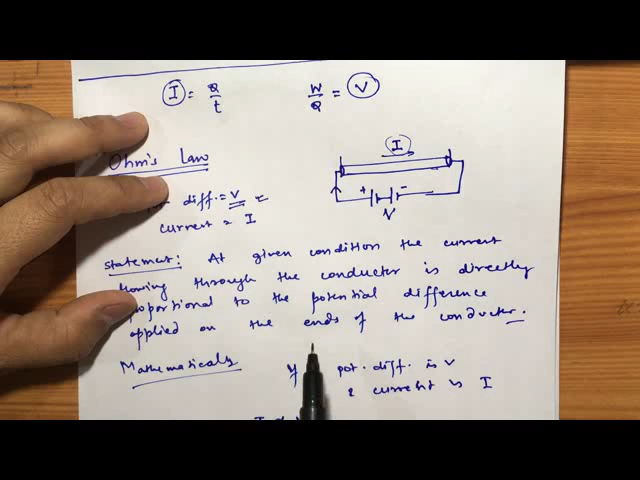 I = Q/t W/Q = V
Ohm's Law
I
diff. = V &
+ -
V
current = I
Statement: At given condition the current
flowing through the conductor is directly
proportional to the potential difference
applied on the ends of the conductor.
Mathematically If pot. diff. is V
& current is I